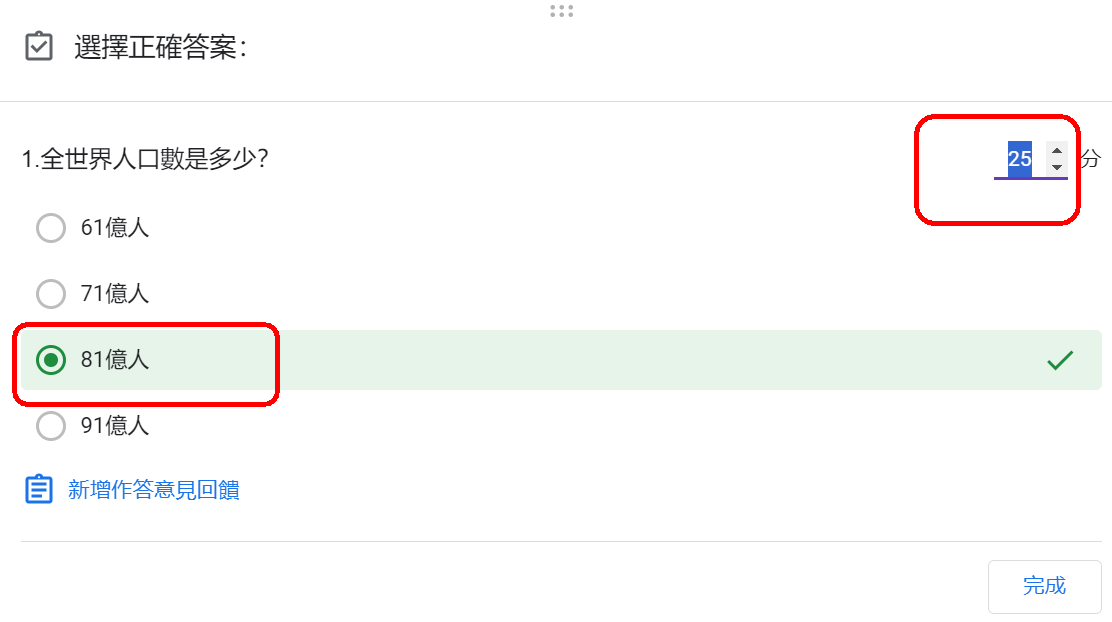 選擇正確答案：
1.全世界人口數是多少？
25 分
61億人
71億人
81億人
91億人
新增作答意見回饋
完成